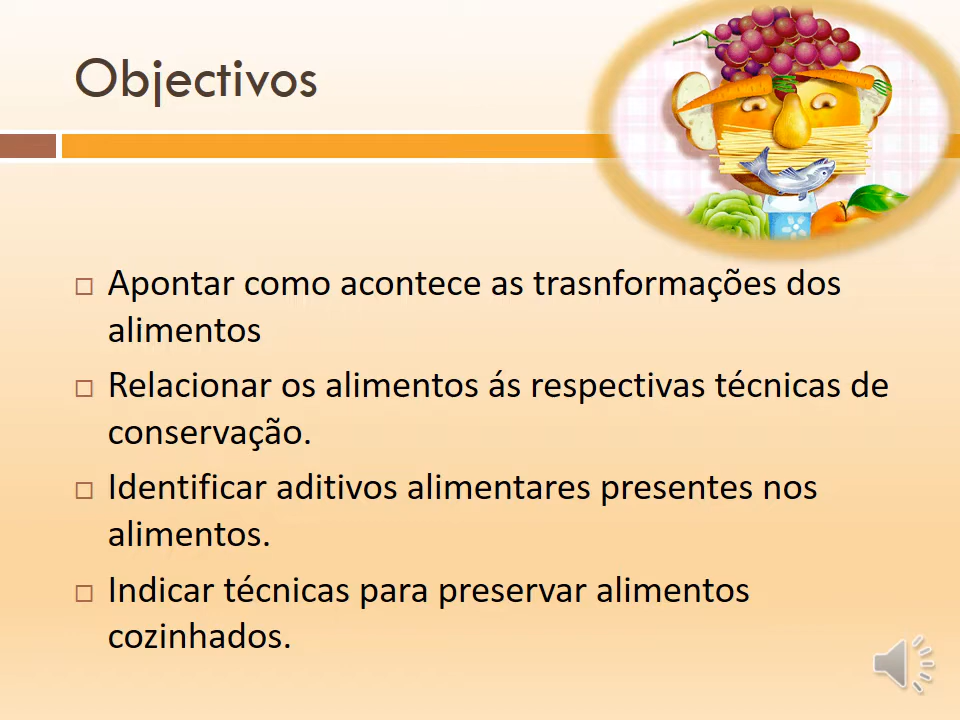 Objectivos
Apontar como acontece as trasnformações dos
alimentos
Relacionar os alimentos ás respectivas técnicas de
conservação.
Identificar aditivos alimentares presentes nos
alimentos.
Indicar técnicas para preservar alimentos
cozinhados.